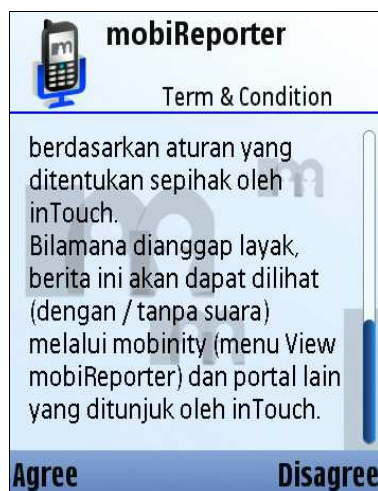 mobiReporter
Term & Condition
berdasarkan aturan yang
ditentukan sepihak oleh
inTouch.
Bilamana dianggap layak,
berita ini akan dapat dilihat
(dengan / tanpa suara)
melalui mobinity (menu View
mobiReporter) dan portal lain
yang ditunjuk oleh inTouch.
Agree Disagree